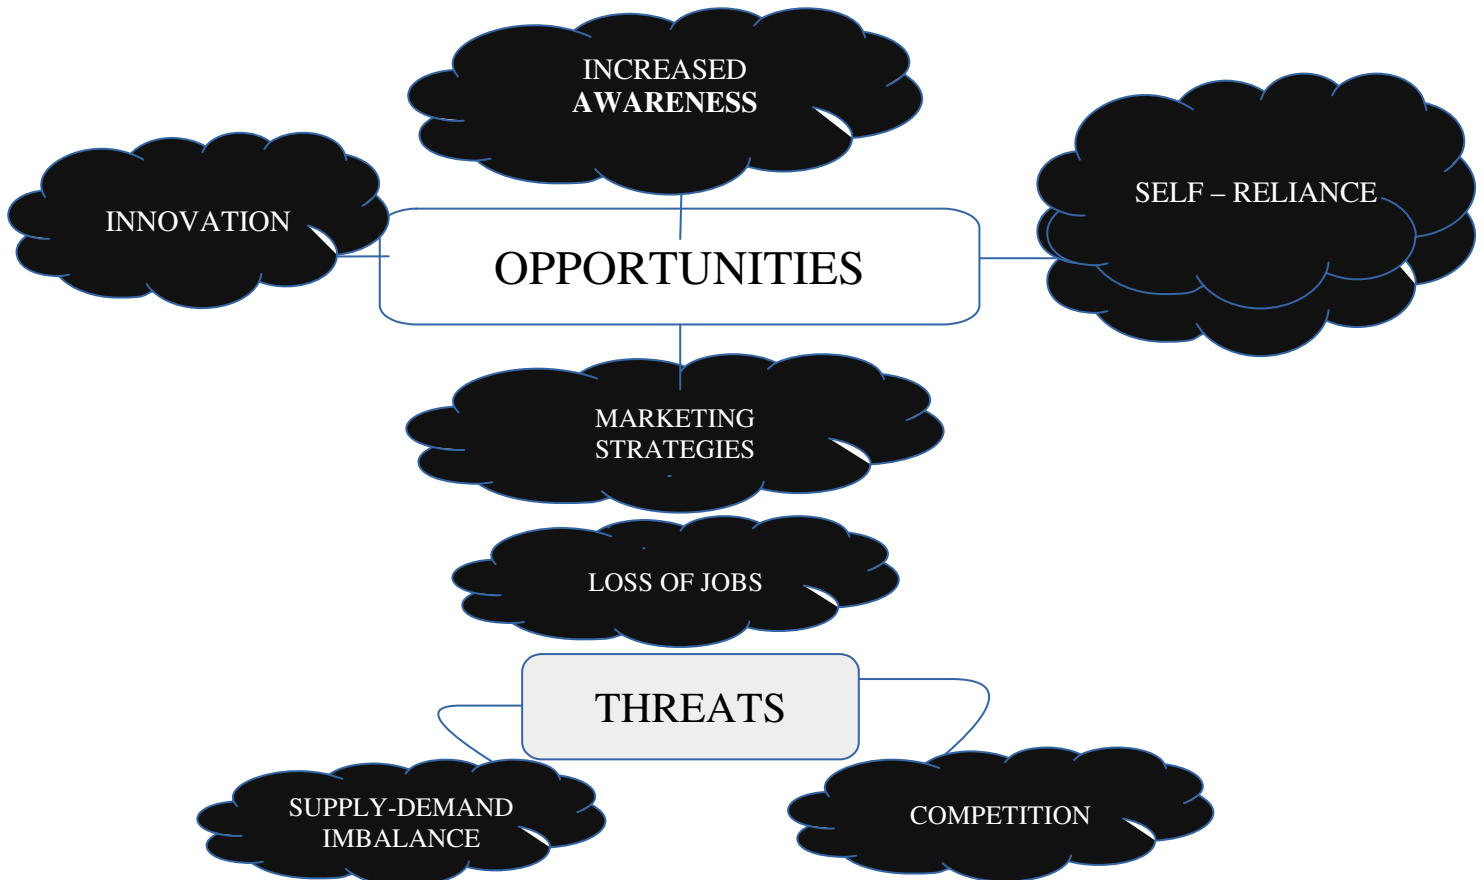 INCREASED
AWARENESS
INNOVATION
SELF – RELIANCE
OPPORTUNITIES
MARKETING
STRATEGIES
LOSS OF JOBS
THREATS
SUPPLY-DEMAND
IMBALANCE
COMPETITION